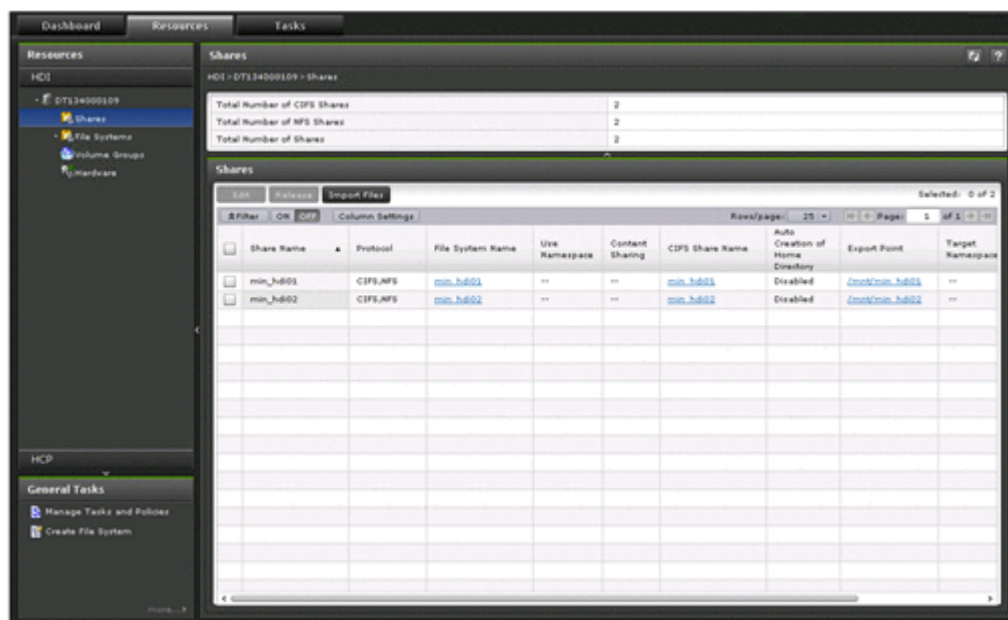 Dashboard Resources Tasks
Resources
HDI
DT134000109
Shares
File Systems
Volume Groups
Hardware
HCP
General Tasks
Manage Tasks and Policies
Create File System
more...
Shares
HDI > DT134000109 > Shares
Total Number of CIFS Shares 2
Total Number of NFS Shares 2
Total Number of Shares 2
Shares
Edit Release Import Files Selected: 0 of 2
Filter ON OFF Column Settings Rows/page: 25 Page: 1 of 1
Share Name Protocol File System Name Use Namespace Content Sharing CIFS Share Name Auto Creation of Home Directory Export Point Target Namespace
min_hdi01 CIFS,NFS min_hdi01 -- -- min_hdi01 Disabled /mnt/min_hdi01 --
min_hdi02 CIFS,NFS min_hdi02 -- -- min_hdi02 Disabled /mnt/min_hdi02 --